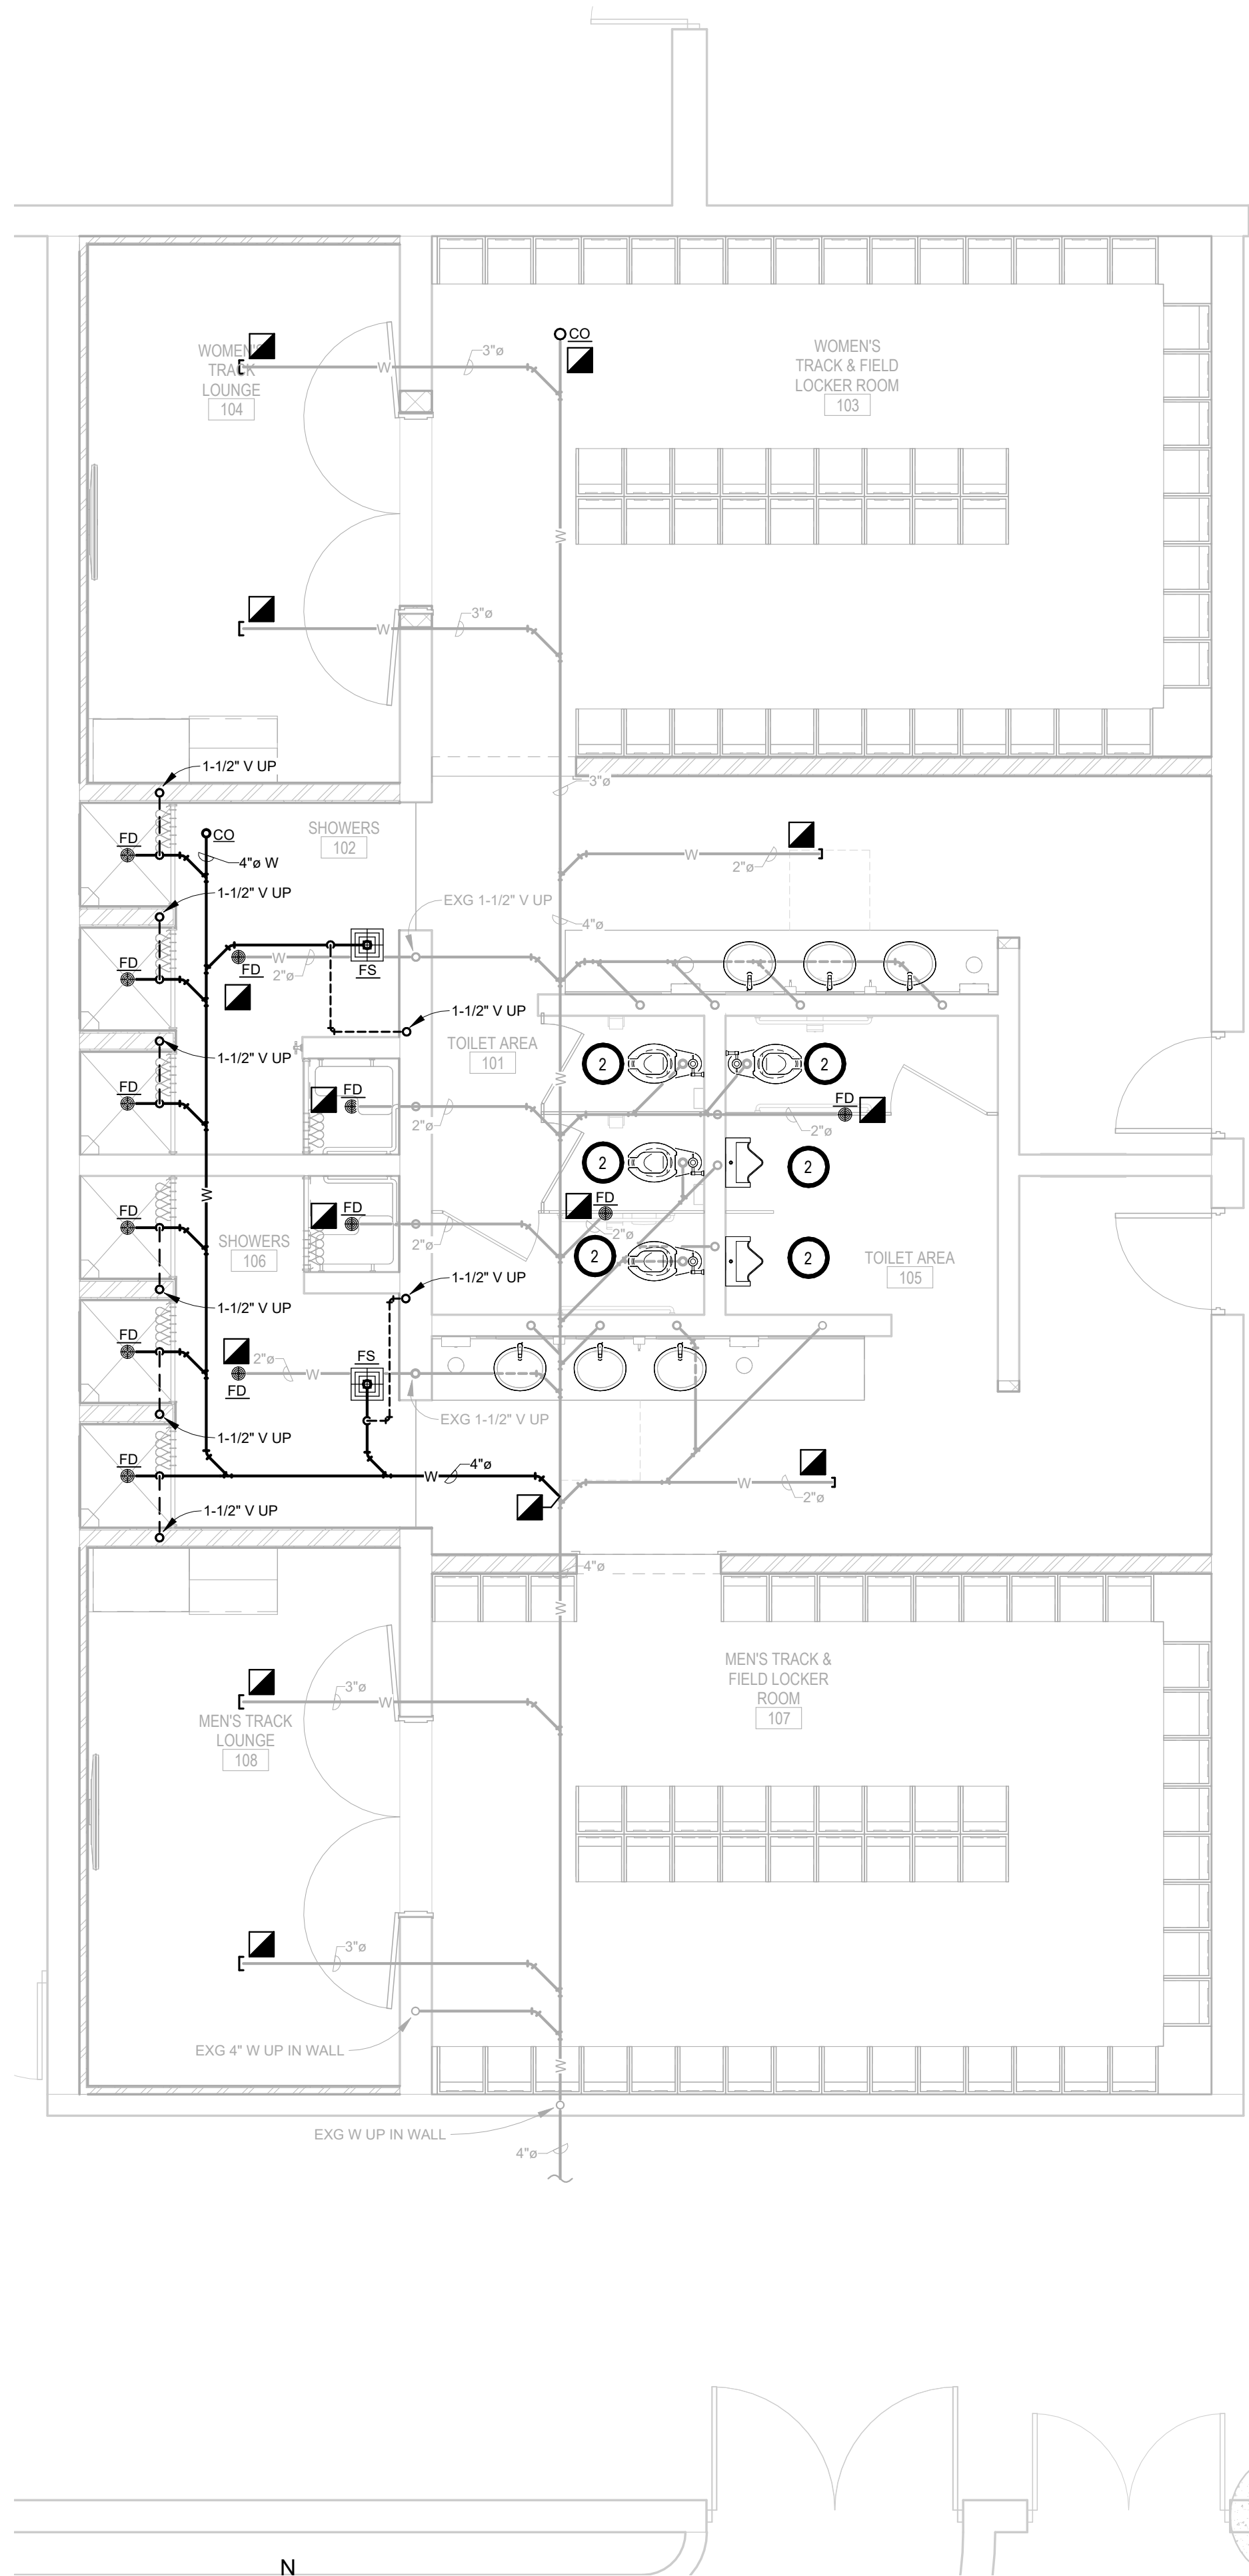 CO
3"ø
W
WOMEN'S
TRACK
LOUNGE
104
WOMEN'S
TRACK & FIELD
LOCKER ROOM
103
W
3"ø
W
1-1/2" V UP
3"ø
CO
SHOWERS
102
FD
4"ø W
W
2"ø
1-1/2" V UP
EXG 1-1/2" V UP
4"ø
FD
W
FD
2"ø
FS
1-1/2" V UP
TOILET AREA
101
1-1/2" V UP
2
2
W
FD
FD
FD
2"ø
2"ø
2
2
W
FD
FD
FD
2"ø
2"ø
SHOWERS
106
2
2
TOILET AREA
105
1-1/2" V UP
1-1/2" V UP
FD
2"ø
FS
W
FD
EXG 1-1/2" V UP
1-1/2" V UP
FD
W
4"ø
W
2"ø
1-1/2" V UP
4"ø
W
MEN'S TRACK &
FIELD LOCKER
ROOM
107
3"ø
W
MEN'S TRACK
LOUNGE
108
3"ø
EXG 4" W UP IN WALL
W
EXG W UP IN WALL
4"ø
N